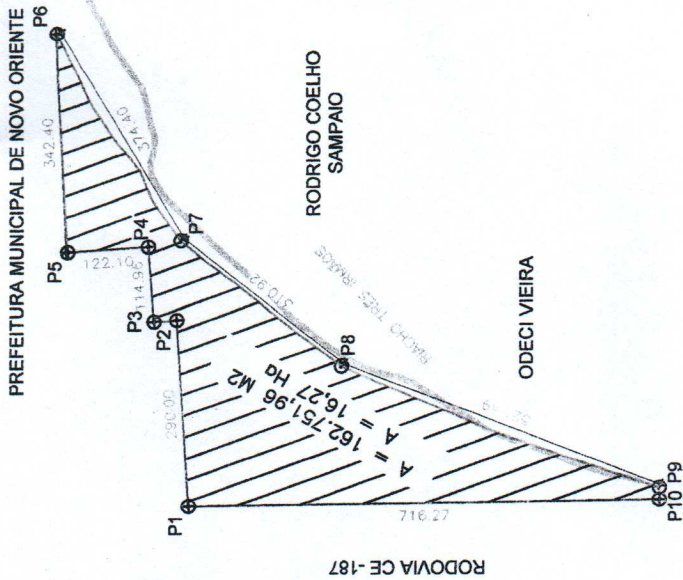 PREFEITURA MUNICIPAL DE NOVO ORIENTE
P6
342.40
P5
374.40
122.10
P4
P7
114.96
P3
P2
RODRIGO COELHO
SAMPAIO
290.00
310.92
P8
RIACHO TRES IRMÃOS
P1
A = 162.751,96 M2
A = 16,27 Ha
ODECI VIEIRA
716.27
P10
P9
RODOVIA CE -187